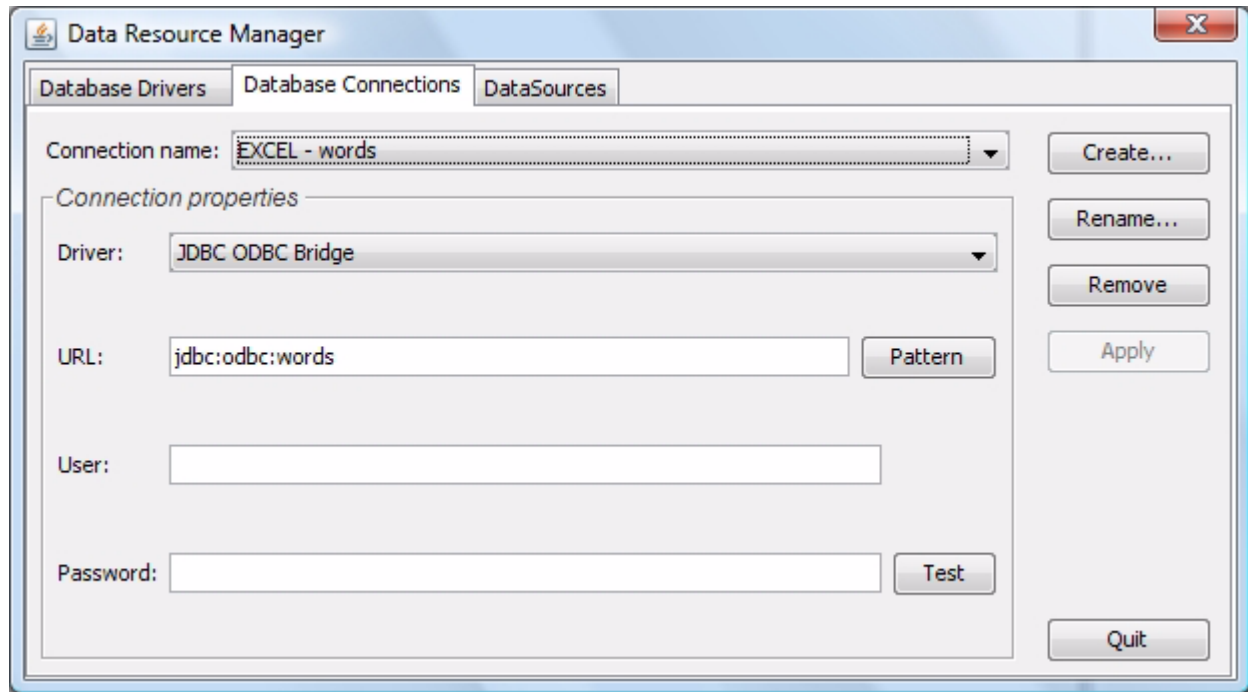 Data Resource Manager
Database Drivers Database Connections DataSources
Connection name: EXCEL - words Create...
Connection properties
Rename...
Driver: JDBC ODBC Bridge
Remove
URL: jdbc:odbc:words Pattern Apply
User:
Password: Test
Quit